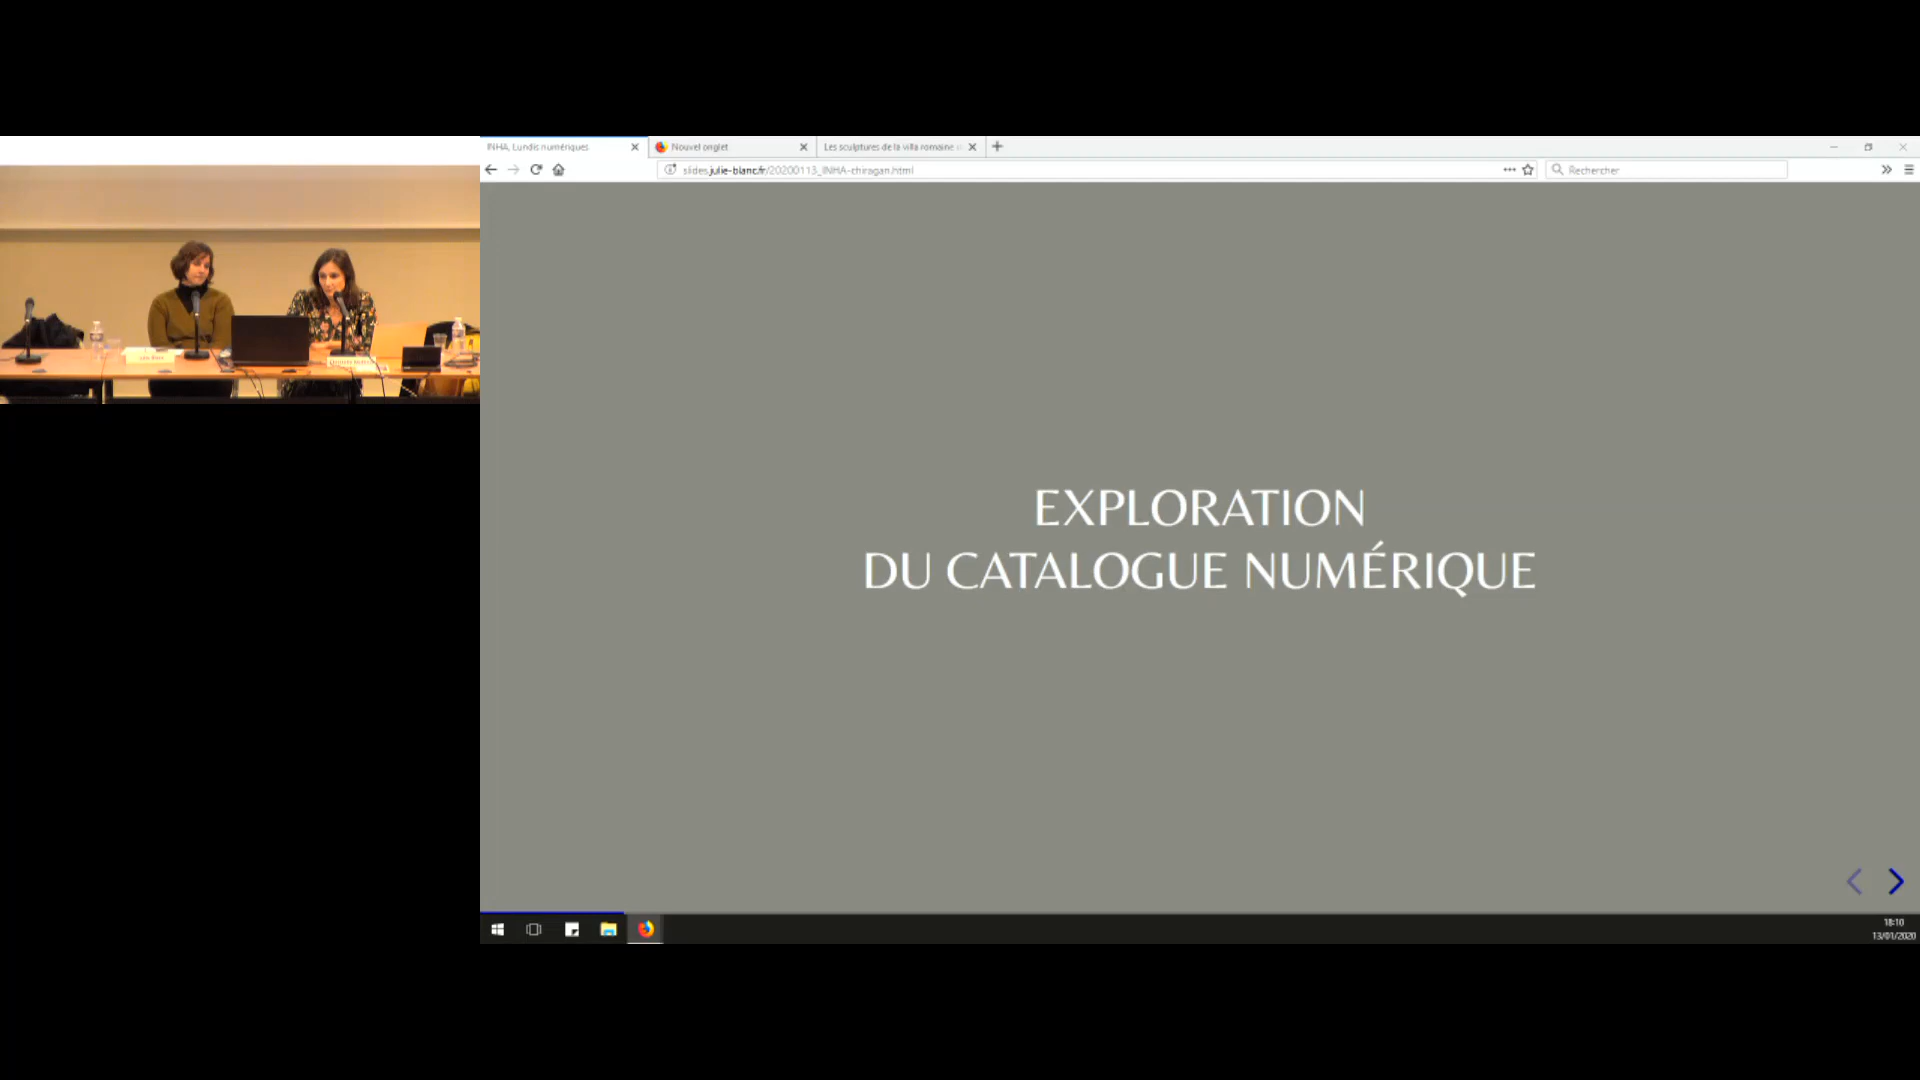 INHA, Lundis numériques
Nouvel onglet
Les sculptures de la villa romaine
slides.julie-blanc.fr/20200113_INHA-chiragan.html
Rechercher
EXPLORATION
DU CATALOGUE NUMÉRIQUE
18:10
13/01/2020